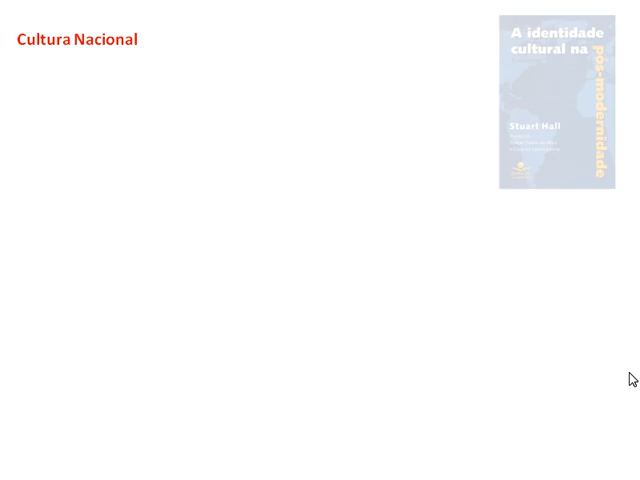 Cultura Nacional
A identidade
cultural na
pós-modernidade
Stuart Hall